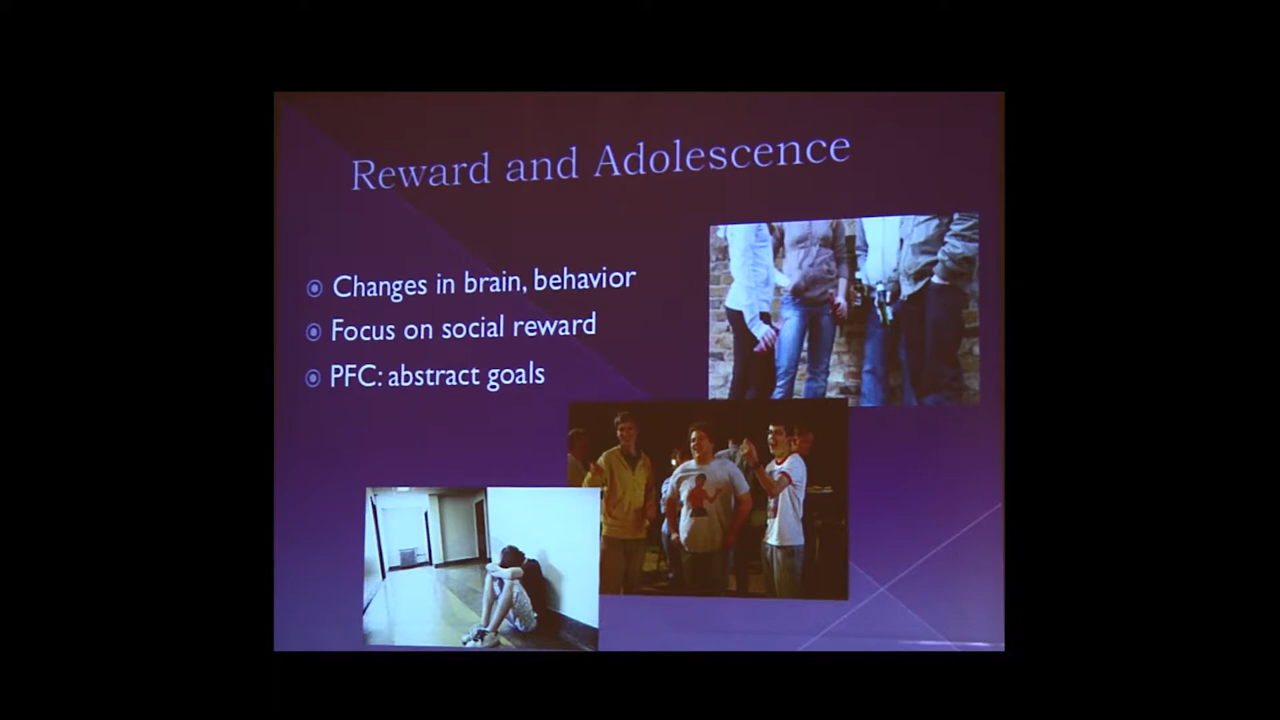 Reward and Adolescence
Changes in brain, behavior
Focus on social reward
PFC: abstract goals